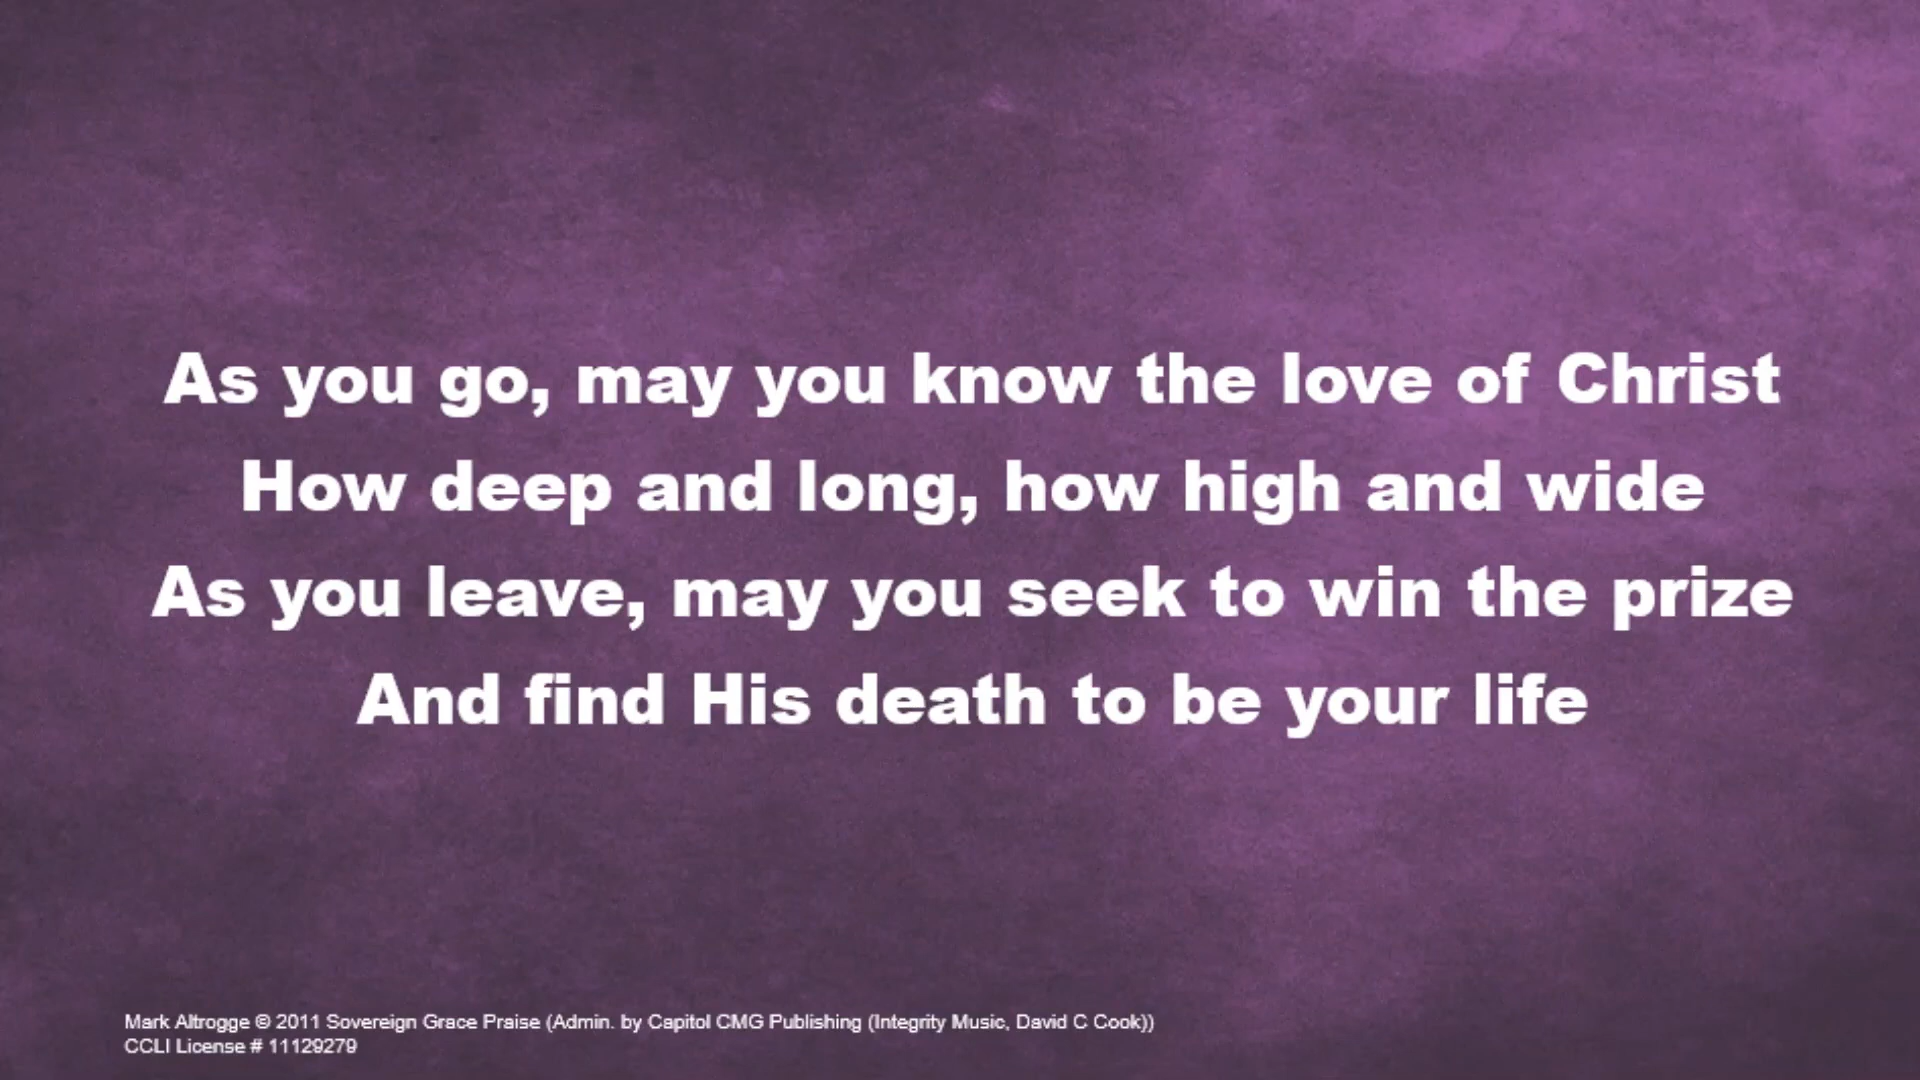 As you go, may you know the love of Christ
How deep and long, how high and wide
As you leave, may you seek to win the prize
And find His death to be your life
Mark Altrogge © 2011 Sovereign Grace Praise (Admin. by Capitol CMG Publishing (Integrity Music, David C Cook))
CCLI License # 11129279